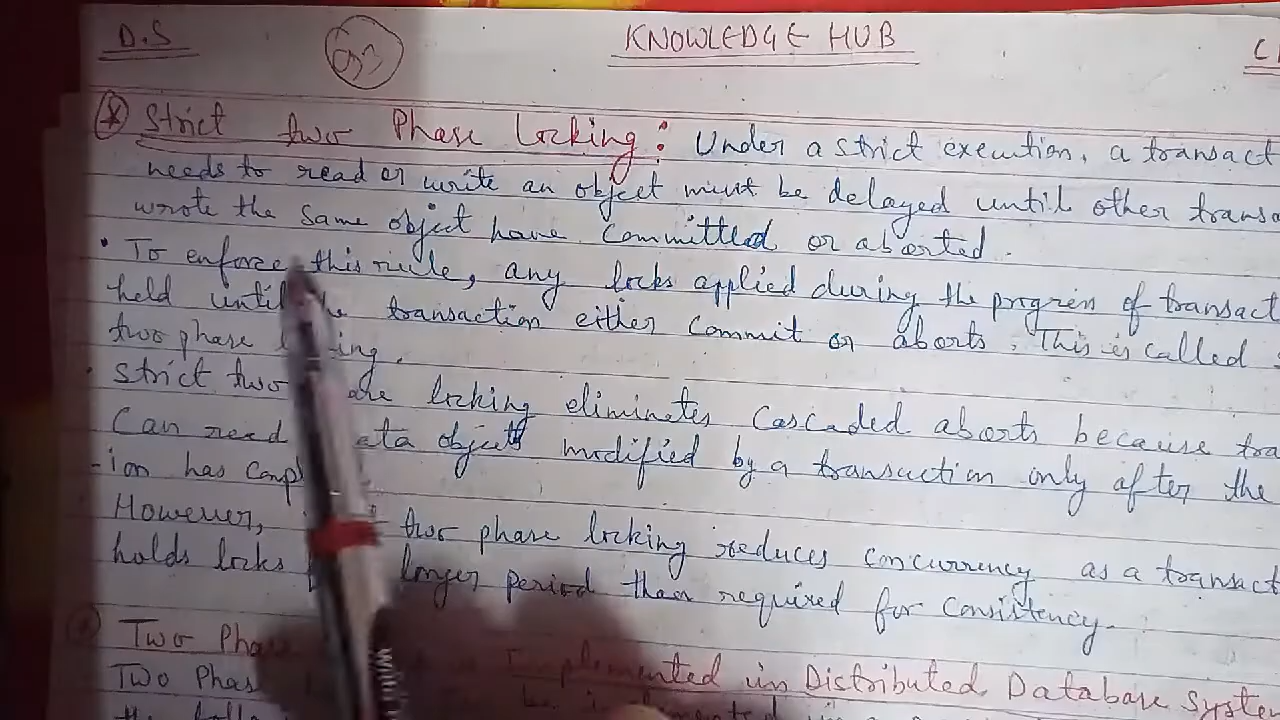 D.S KNOWLEDGE HUB
Strict two Phase locking: Under a strict execution, a transact
needs to read or write an object must be delayed until other transa
wrote the same object have committed or aborted.
• To enforce this rule, any locks applied during the progress of transact
held until transaction either commit or aborts. This is called
two phase
• strict two locking eliminates Cascaded aborts because tra
Can read object modified by a transaction only after the
-ion has
However, two phase locking reduces concurrency as a transact
holds locks longer period than required for consistency.
Two Phase Implemented in Distributed Database System
Two Phas